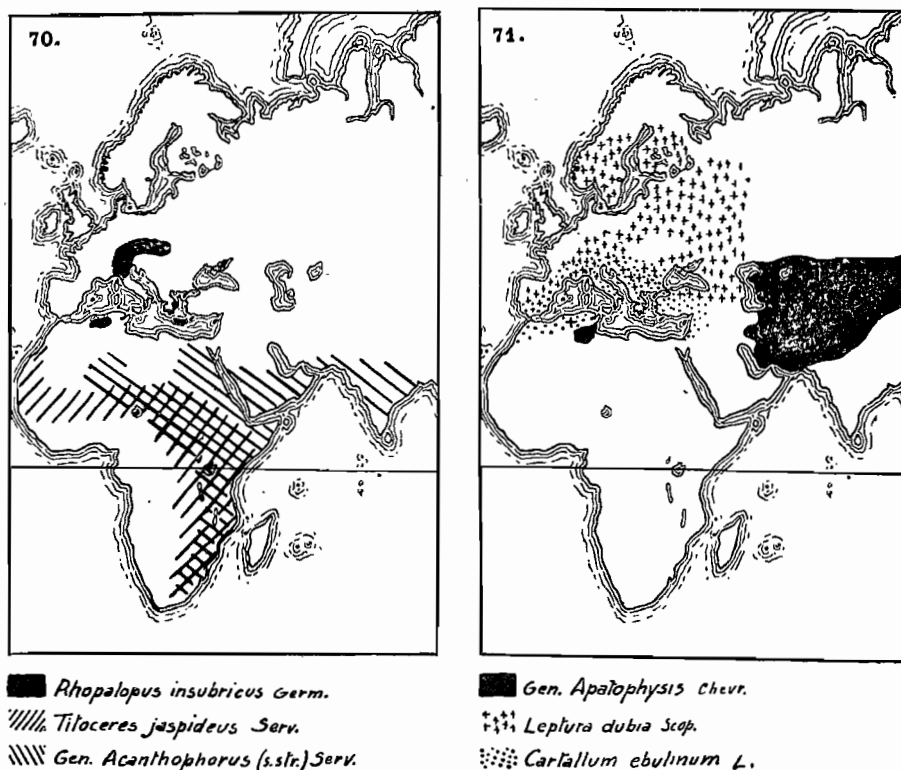 70.
Rhopalopus insubricus Germ.
Titoceres jaspideus Serv.
Gen. Acanthophorus (s.str.) Serv.
71.
Gen. Apatophysis Chevr.
Leptura dubia Scop.
Cartallum ebulinum L.